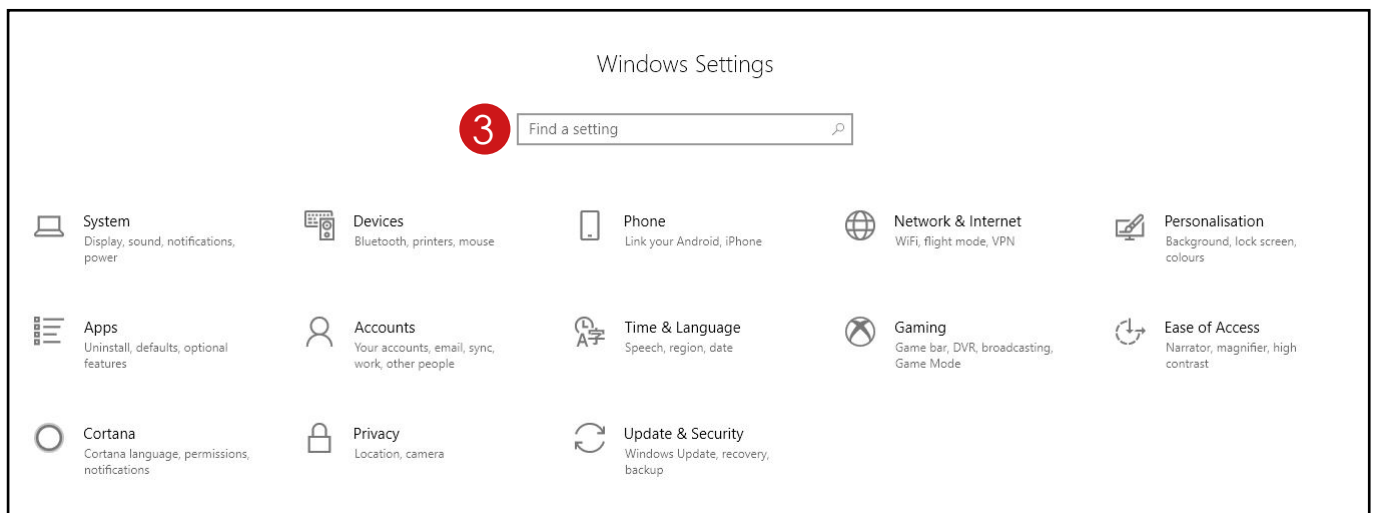 Windows Settings
3
Find a setting
System
Display, sound, notifications,
power
Devices
Bluetooth, printers, mouse
Phone
Link your Android, iPhone
Network & Internet
WiFi, flight mode, VPN
Personalisation
Background, lock screen,
colours
Apps
Uninstall, defaults, optional
features
Accounts
Your accounts, email, sync,
work, other people
Time & Language
Speech, region, date
Gaming
Game bar, DVR, broadcasting,
Game Mode
Ease of Access
Narrator, magnifier, high
contrast
Cortana
Cortana language, permissions,
notifications
Privacy
Location, camera
Update & Security
Windows Update, recovery,
backup